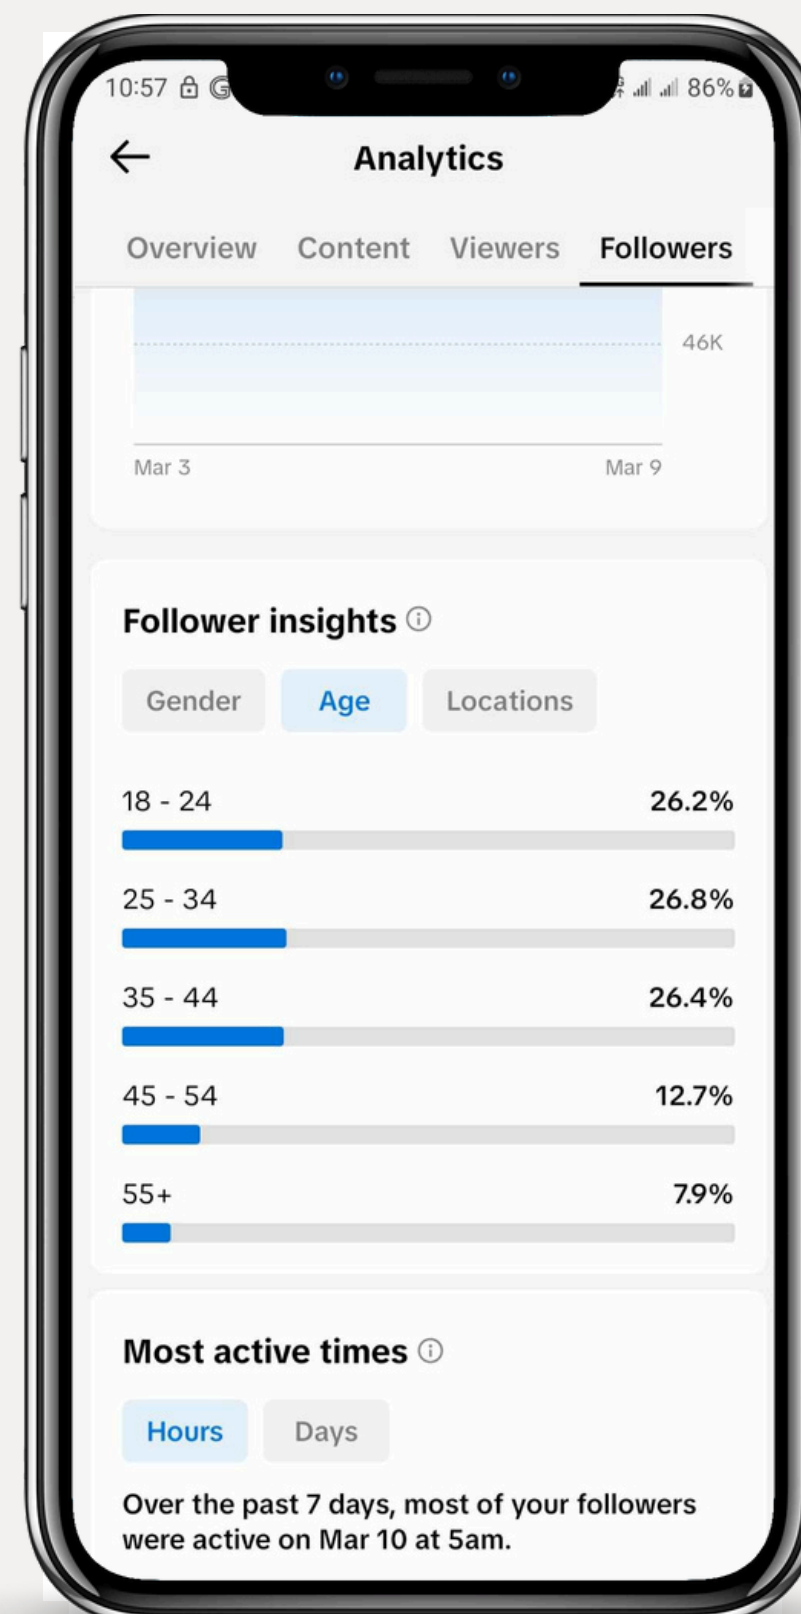 10:57 86%
Analytics
Overview Content Viewers Followers
46K
Mar 3 Mar 9
Follower insights
Gender Age Locations
18 - 24 26.2%
25 - 34 26.8%
35 - 44 26.4%
45 - 54 12.7%
55+ 7.9%
Most active times
Hours Days
Over the past 7 days, most of your followers
were active on Mar 10 at 5am.